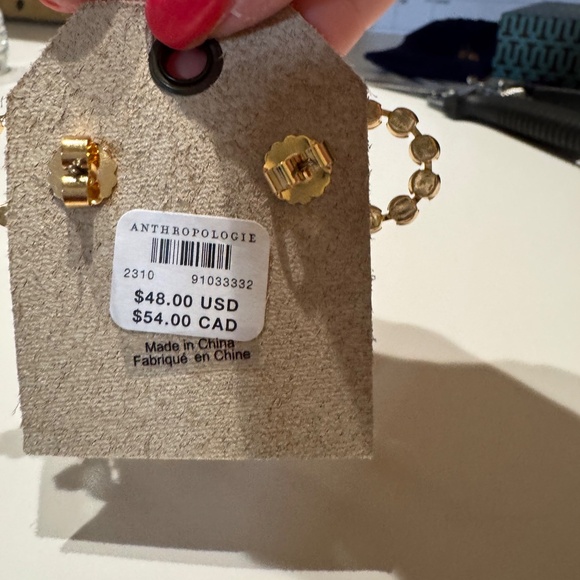 ANTHROPOLOGIE
2310 91033332
$48.00 USD
$54.00 CAD
Made in China
Fabriqué en Chine